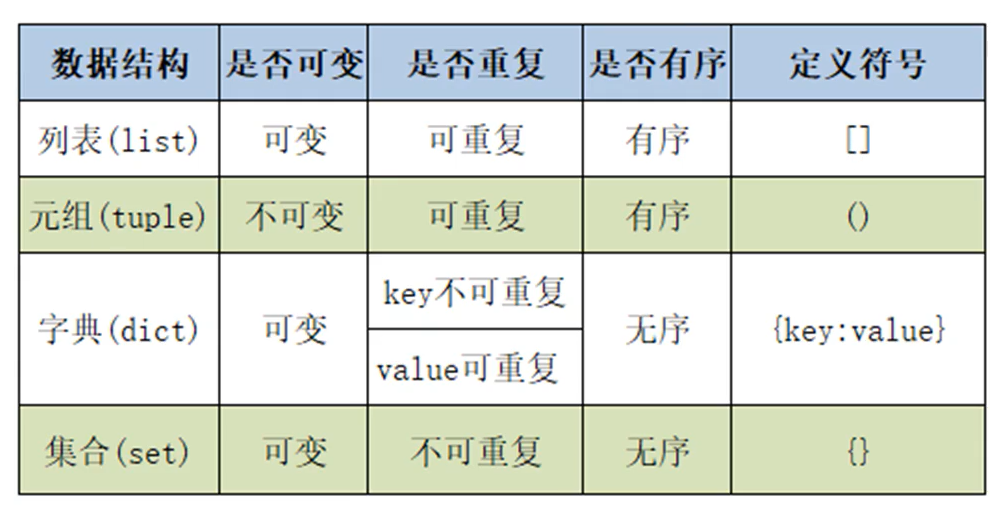 数据结构 是否可变 是否重复 是否有序 定义符号
列表(list) 可变 可重复 有序 []
元组(tuple) 不可变 可重复 有序 ()
字典(dict) 可变 key不可重复 无序 {key:value}
value可重复
集合(set) 可变 不可重复 无序 {}